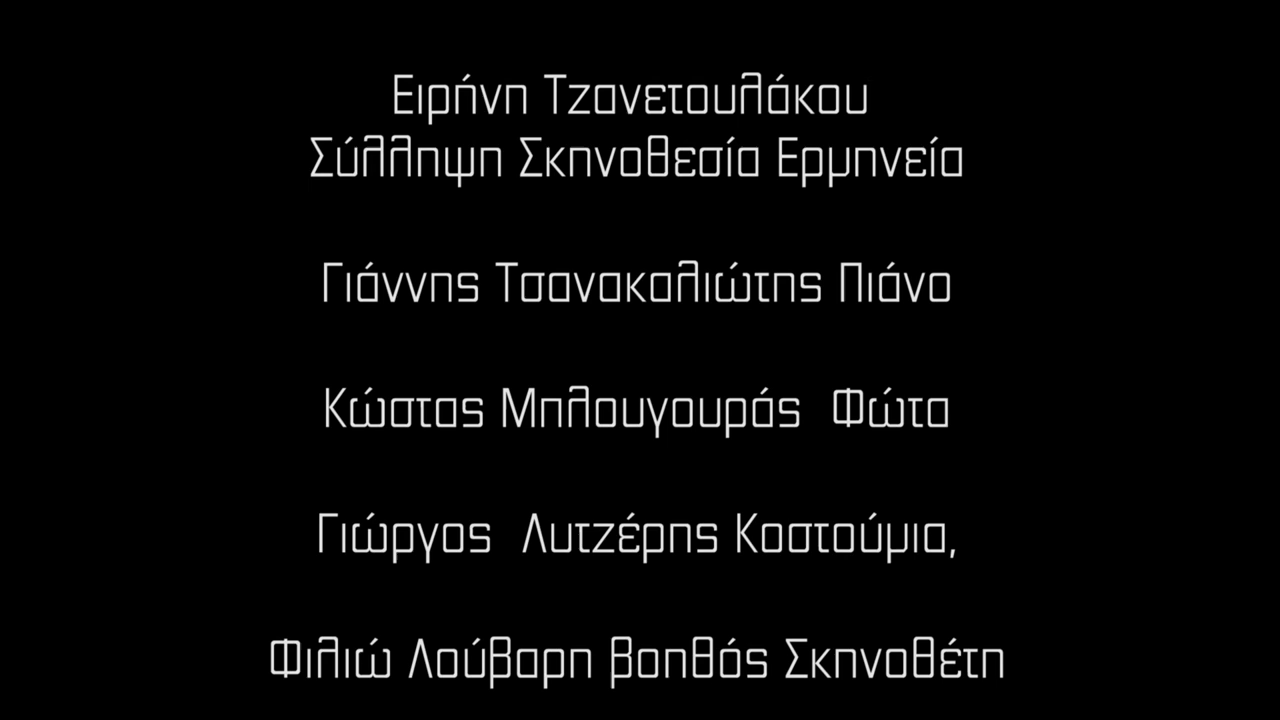 Ειρήνη Τζανετουλάκου
Σύλληψη Σκηνοθεσία Ερμηνεία
Γιάννης Τσανακαλιώτης Πιάνο
Κώστας Μπλουγουράς Φώτα
Γιώργος Λυτζέρης Κοστούμια,
Φιλιώ Λούβαρη βοηθός Σκηνοθέτη